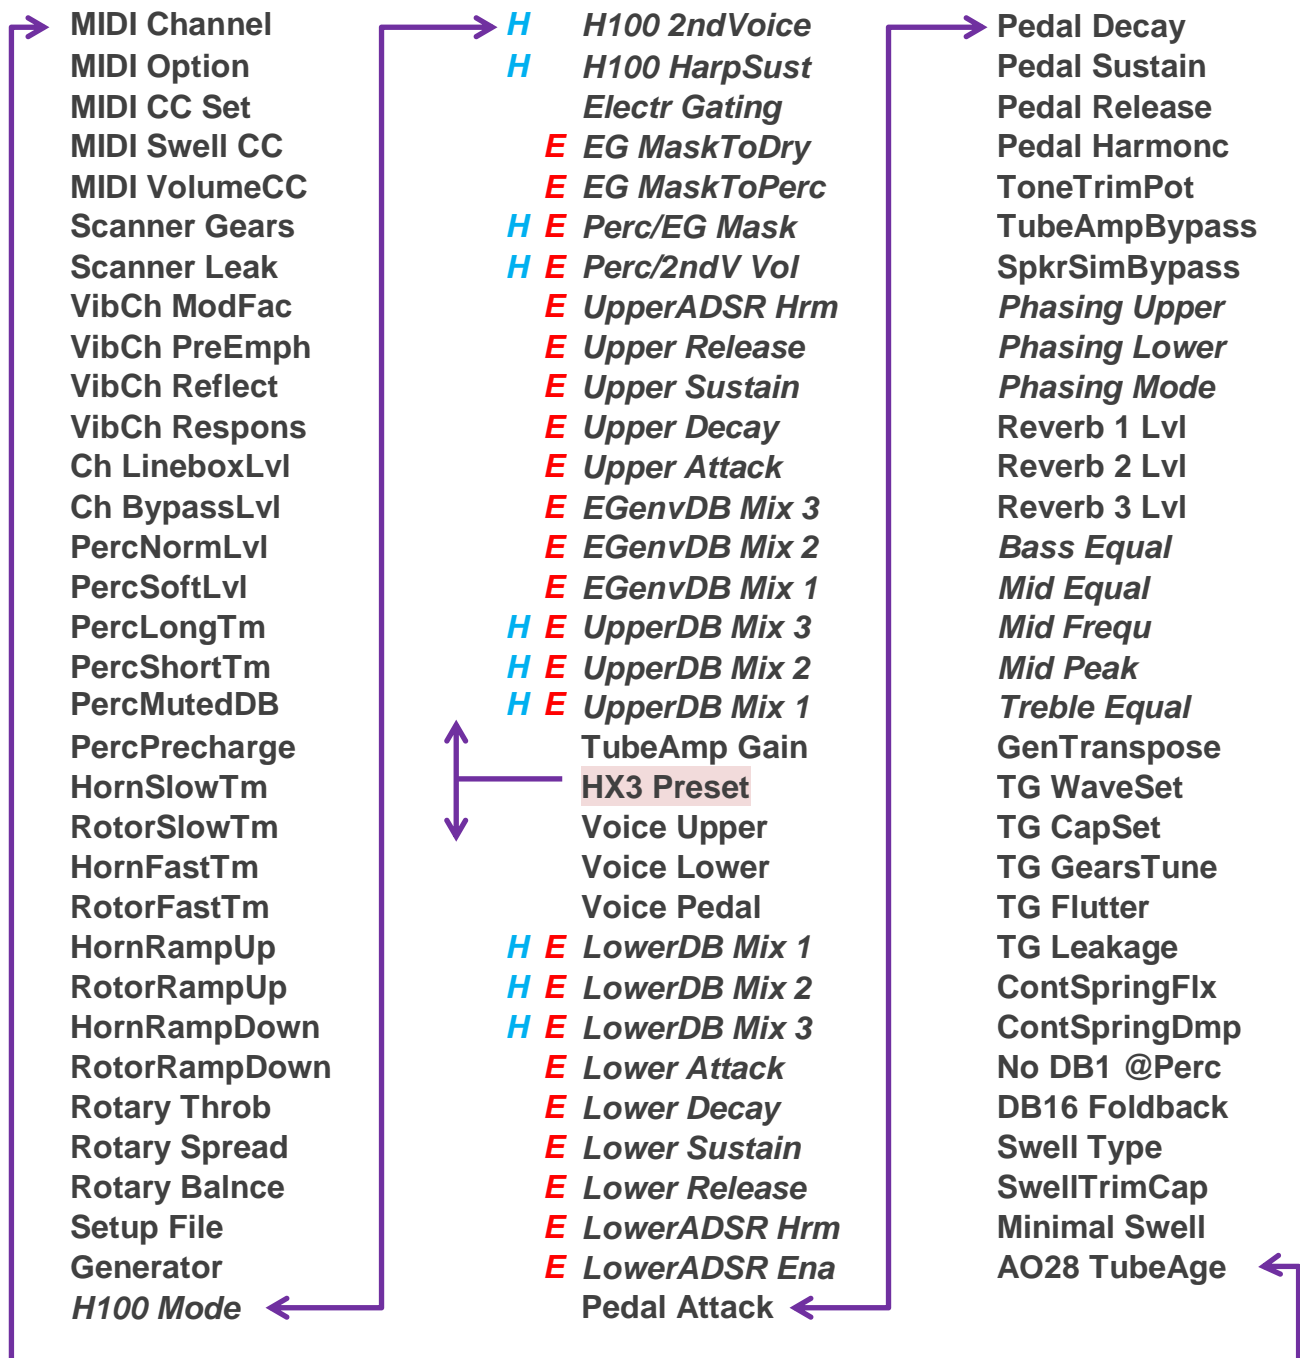 MIDI Channel
MIDI Option
MIDI CC Set
MIDI Swell CC
MIDI VolumeCC
Scanner Gears
Scanner Leak
VibCh ModFac
VibCh PreEmph
VibCh Reflect
VibCh Respons
Ch LineboxLvl
Ch BypassLvl
PercNormLvl
PercSoftLvl
PercLongTm
PercShortTm
PercMutedDB
PercPrecharge
HornSlowTm
RotorSlowTm
HornFastTm
RotorFastTm
HornRampUp
RotorRampUp
HornRampDown
RotorRampDown
Rotary Throb
Rotary Spread
Rotary Balnce
Setup File
Generator
H100 Mode
H H100 2ndVoice
H H100 HarpSust
Electr Gating
E EG MaskToDry
E EG MaskToPerc
H E Perc/EG Mask
H E Perc/2ndV Vol
E UpperADSR Hrm
E Upper Release
E Upper Sustain
E Upper Decay
E Upper Attack
E EGenvDB Mix 3
E EGenvDB Mix 2
E EGenvDB Mix 1
H E UpperDB Mix 3
H E UpperDB Mix 2
H E UpperDB Mix 1
TubeAmp Gain
HX3 Preset
Voice Upper
Voice Lower
Voice Pedal
H E LowerDB Mix 1
H E LowerDB Mix 2
H E LowerDB Mix 3
E Lower Attack
E Lower Decay
E Lower Sustain
E Lower Release
E LowerADSR Hrm
E LowerADSR Ena
Pedal Attack
Pedal Decay
Pedal Sustain
Pedal Release
Pedal Harmonc
ToneTrimPot
TubeAmpBypass
SpkrSimBypass
Phasing Upper
Phasing Lower
Phasing Mode
Reverb 1 Lvl
Reverb 2 Lvl
Reverb 3 Lvl
Bass Equal
Mid Equal
Mid Frequ
Mid Peak
Treble Equal
GenTranspose
TG WaveSet
TG CapSet
TG GearsTune
TG Flutter
TG Leakage
ContSpringFlx
ContSpringDmp
No DB1 @Perc
DB16 Foldback
Swell Type
SwellTrimCap
Minimal Swell
AO28 TubeAge